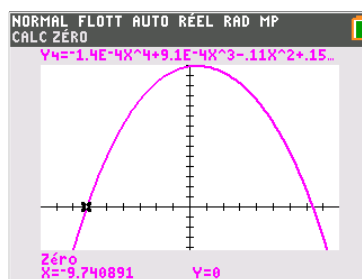 NORMAL FLOTT AUTO RÉEL RAD MP
CALC ZÉRO
Y4=-1.4E-4X^4+9.1E-4X^3-.11X^2+.15…
Zéro
X=-9.740891 Y=0